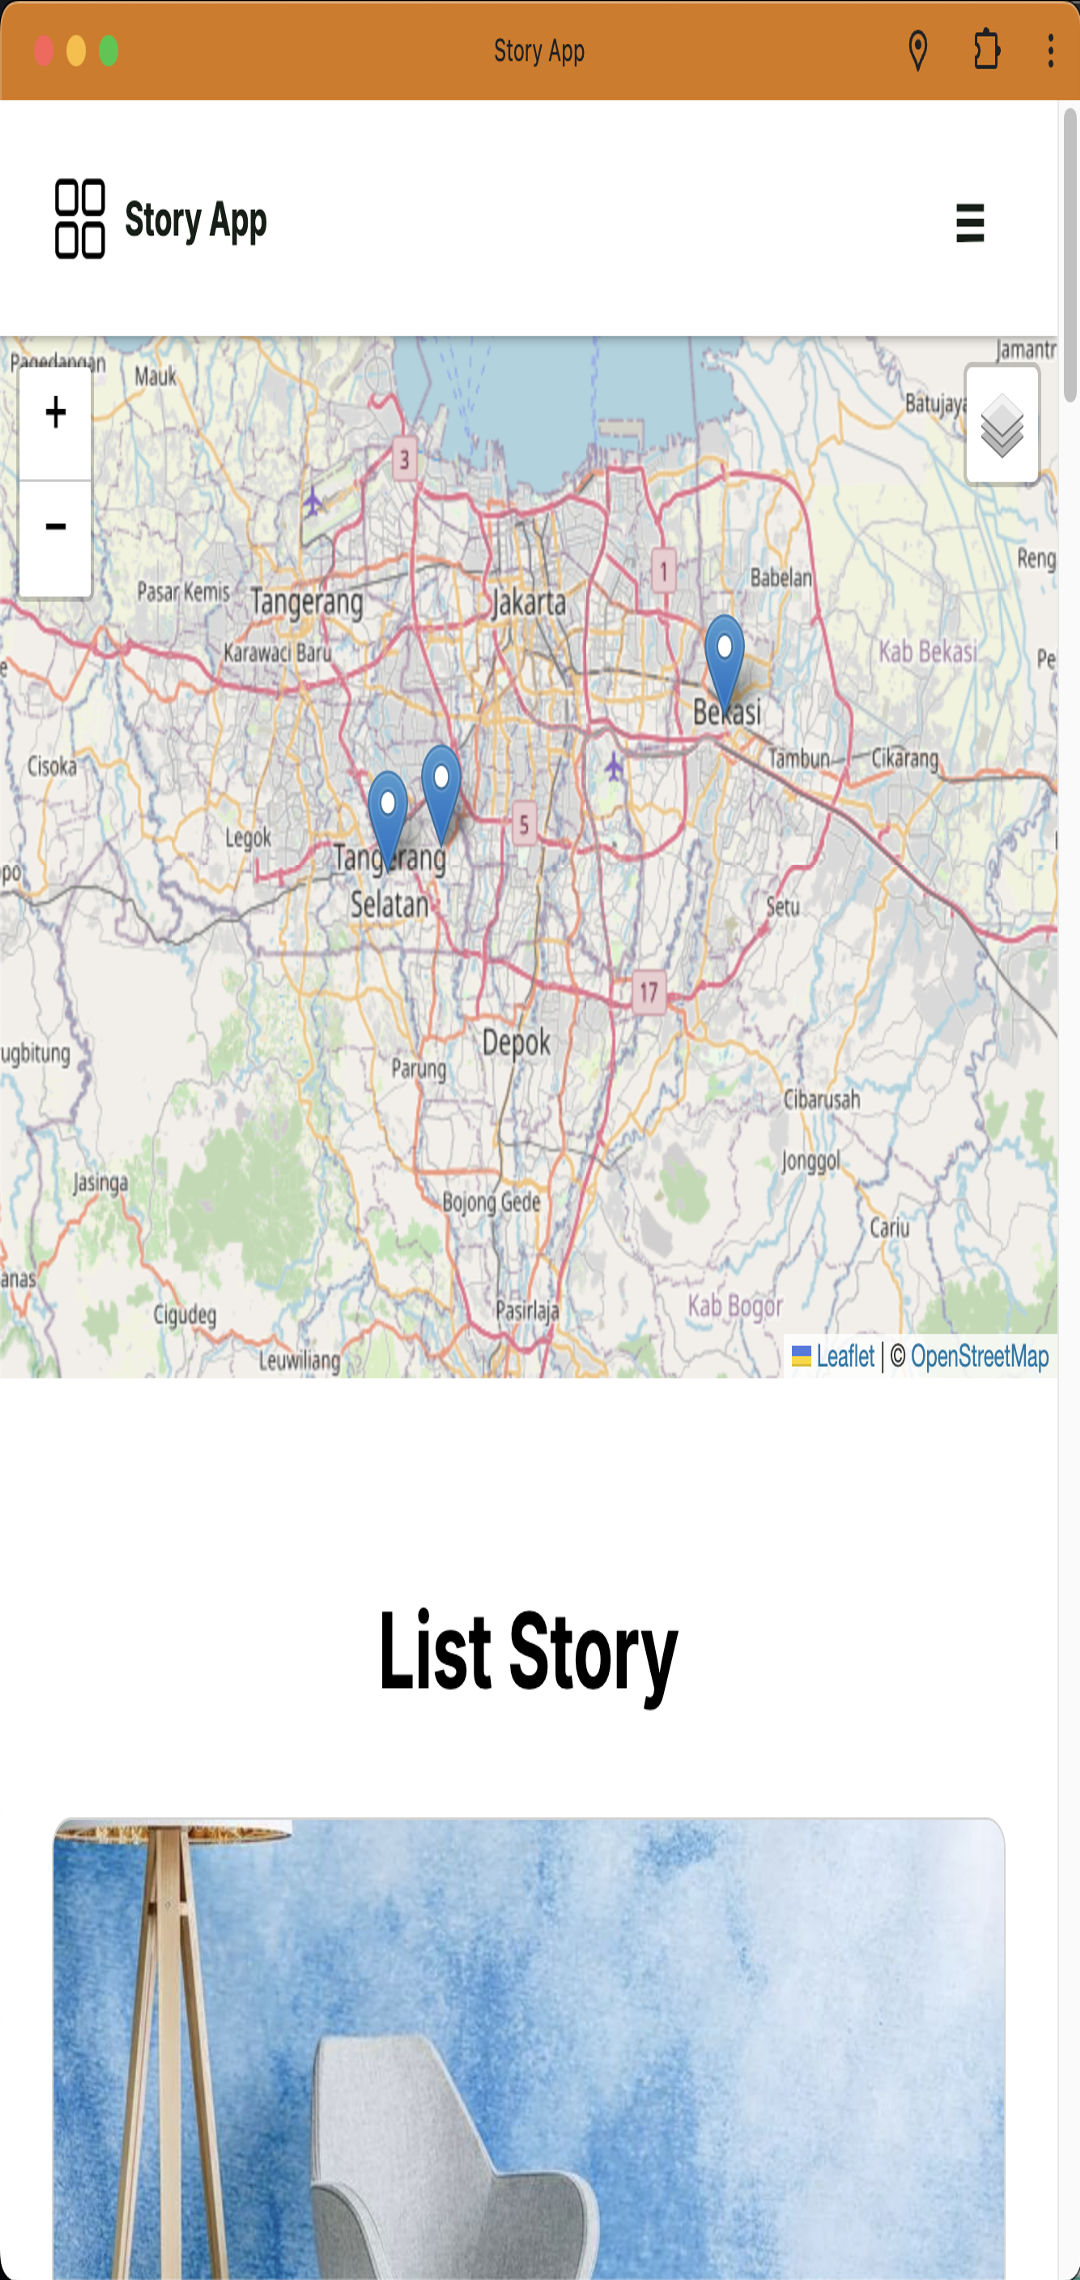 Story App
Story App
Pagedangan
Mauk
Jamantr
Batujaya
+
3
−
1
Reng
Babelan
Pasar Kemis
Tangerang
Jakarta
Karawaci Baru
Kab Bekasi
Pe
e
Bekasi
Cisoka
Tambun
Cikarang
5
Legok
Tangerang
Selatan
po
Setu
17
Depok
ugbitung
Parung
Cibarusah
Jonggol
Jasinga
Bojong Gede
Cariu
anas
Cigudeg
Pasirlaja
Kab Bogor
Leuwiliang
Leaflet | © OpenStreetMap
List Story